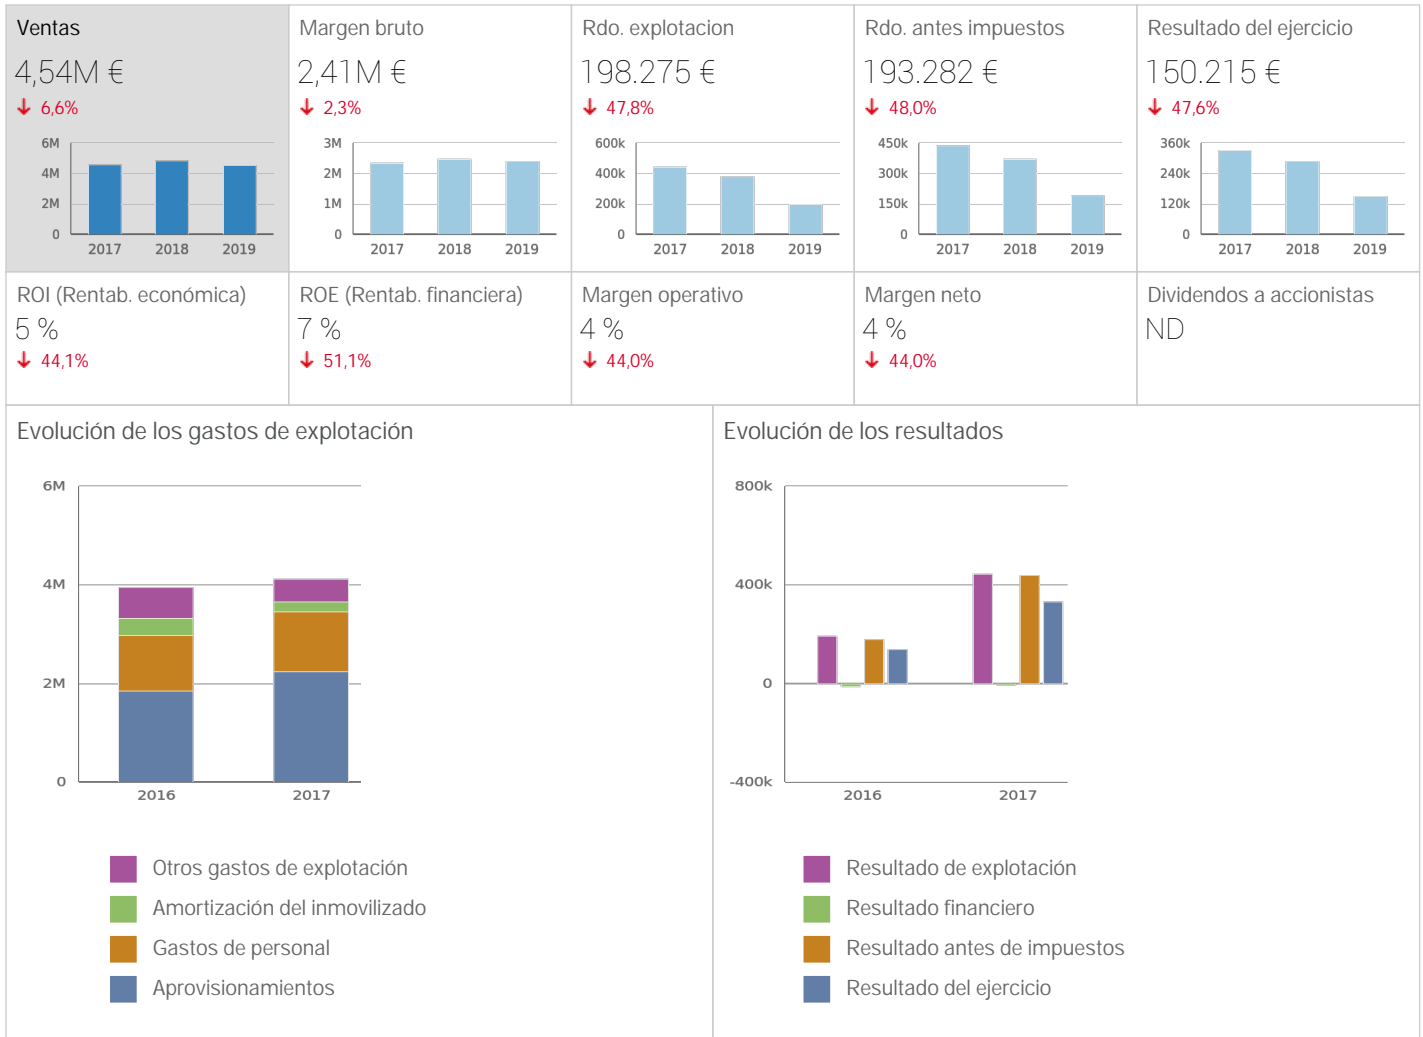 Ventas
4,54M €
6,6%
6M
4M
2M
0
2017 2018 2019
Margen bruto
2,41M €
2,3%
3M
2M
1M
0
2017 2018 2019
Rdo. explotacion
198.275 €
47,8%
600k
400k
200k
0
2017 2018 2019
Rdo. antes impuestos
193.282 €
48,0%
450k
300k
150k
0
2017 2018 2019
Resultado del ejercicio
150.215 €
47,6%
360k
240k
120k
0
2017 2018 2019
ROI (Rentab. económica)
5 %
44,1%
ROE (Rentab. financiera)
7 %
51,1%
Margen operativo
4 %
44,0%
Margen neto
4 %
44,0%
Dividendos a accionistas
ND
Evolución de los gastos de explotación
6M
4M
2M
0
2016 2017
Otros gastos de explotación
Amortización del inmovilizado
Gastos de personal
Aprovisionamientos
Evolución de los resultados
800k
400k
0
-400k
2016 2017
Resultado de explotación
Resultado financiero
Resultado antes de impuestos
Resultado del ejercicio